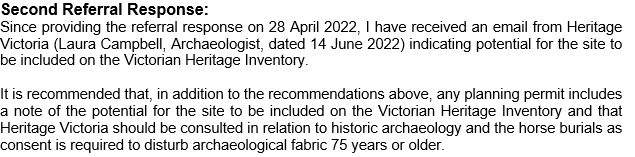 Second Referral Response:
Since providing the referral response on 28 April 2022, I have received an email from Heritage
Victoria (Laura Campbell, Archaeologist, dated 14 June 2022) indicating potential for the site to
be included on the Victorian Heritage Inventory.
It is recommended that, in addition to the recommendations above, any planning permit includes
a note of the potential for the site to be included on the Victorian Heritage Inventory and that
Heritage Victoria should be consulted in relation to historic archaeology and the horse burials as
consent is required to disturb archaeological fabric 75 years or older.